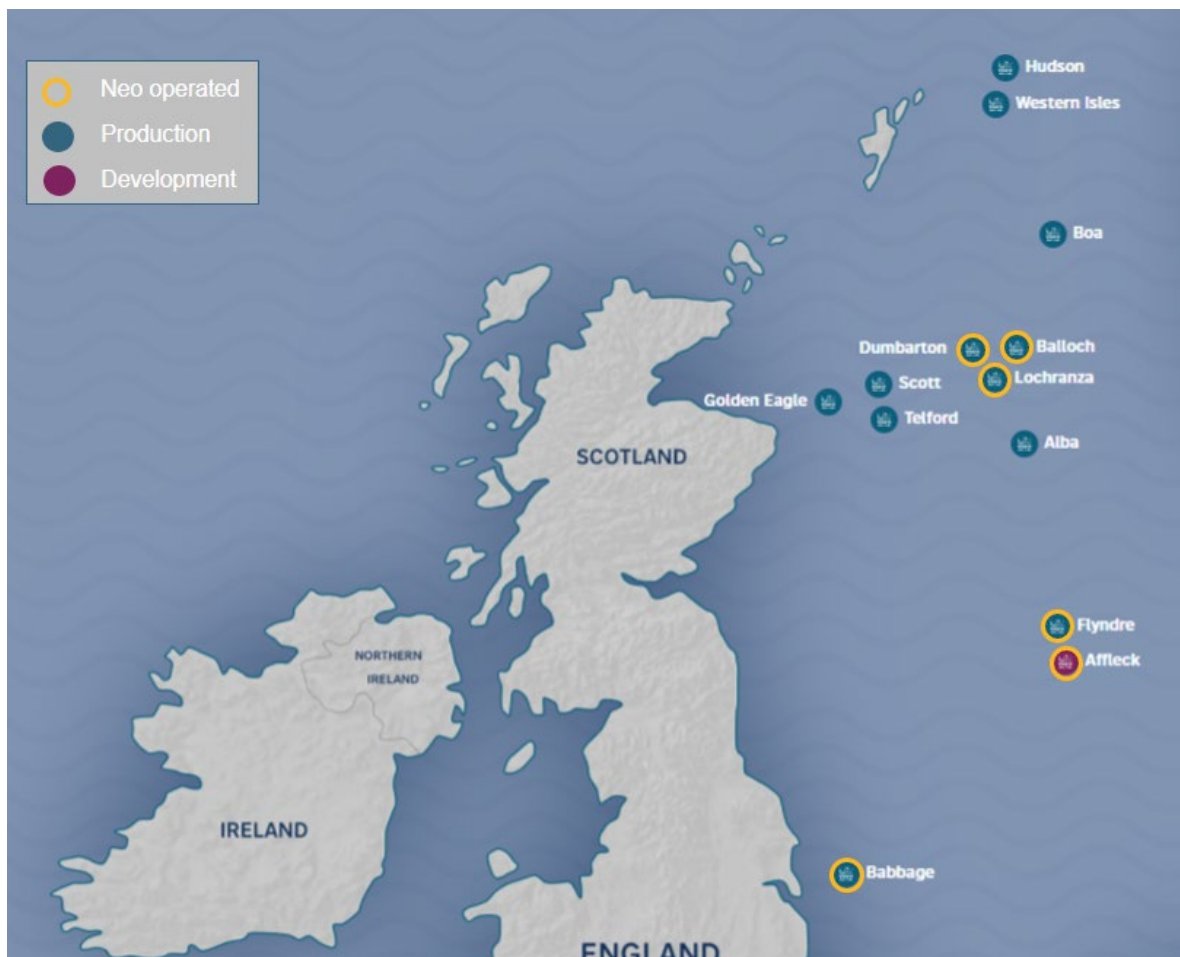 Neo operated
Production
Development
Hudson
Western Isles
Boa
Dumbarton
Balloch
Lochranza
Scott
Golden Eagle
Telford
Alba
SCOTLAND
Flyndre
Affleck
NORTHERN
IRELAND
IRELAND
Babbage
ENGLAND